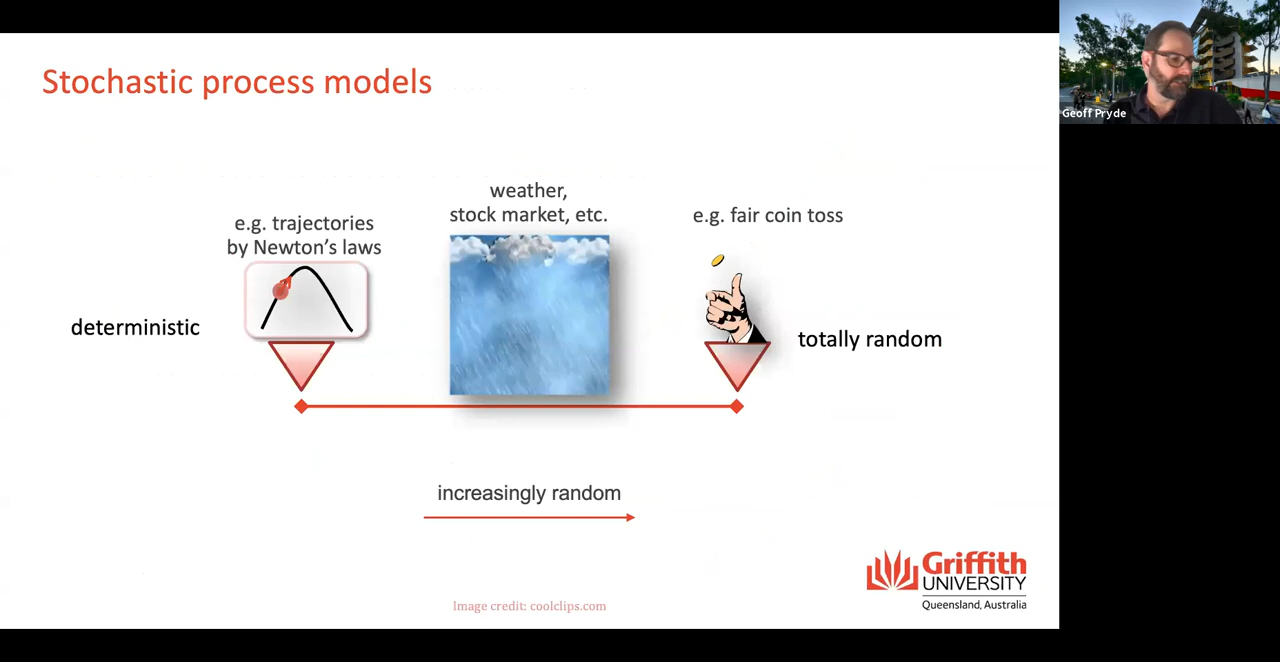 Stochastic process models
Geoff Pryde
weather,
stock market, etc.
e.g. trajectories
by Newton's laws
e.g. fair coin toss
deterministic
totally random
increasingly random
Griffith
UNIVERSITY
Queensland, Australia
Image credit: coolclips.com